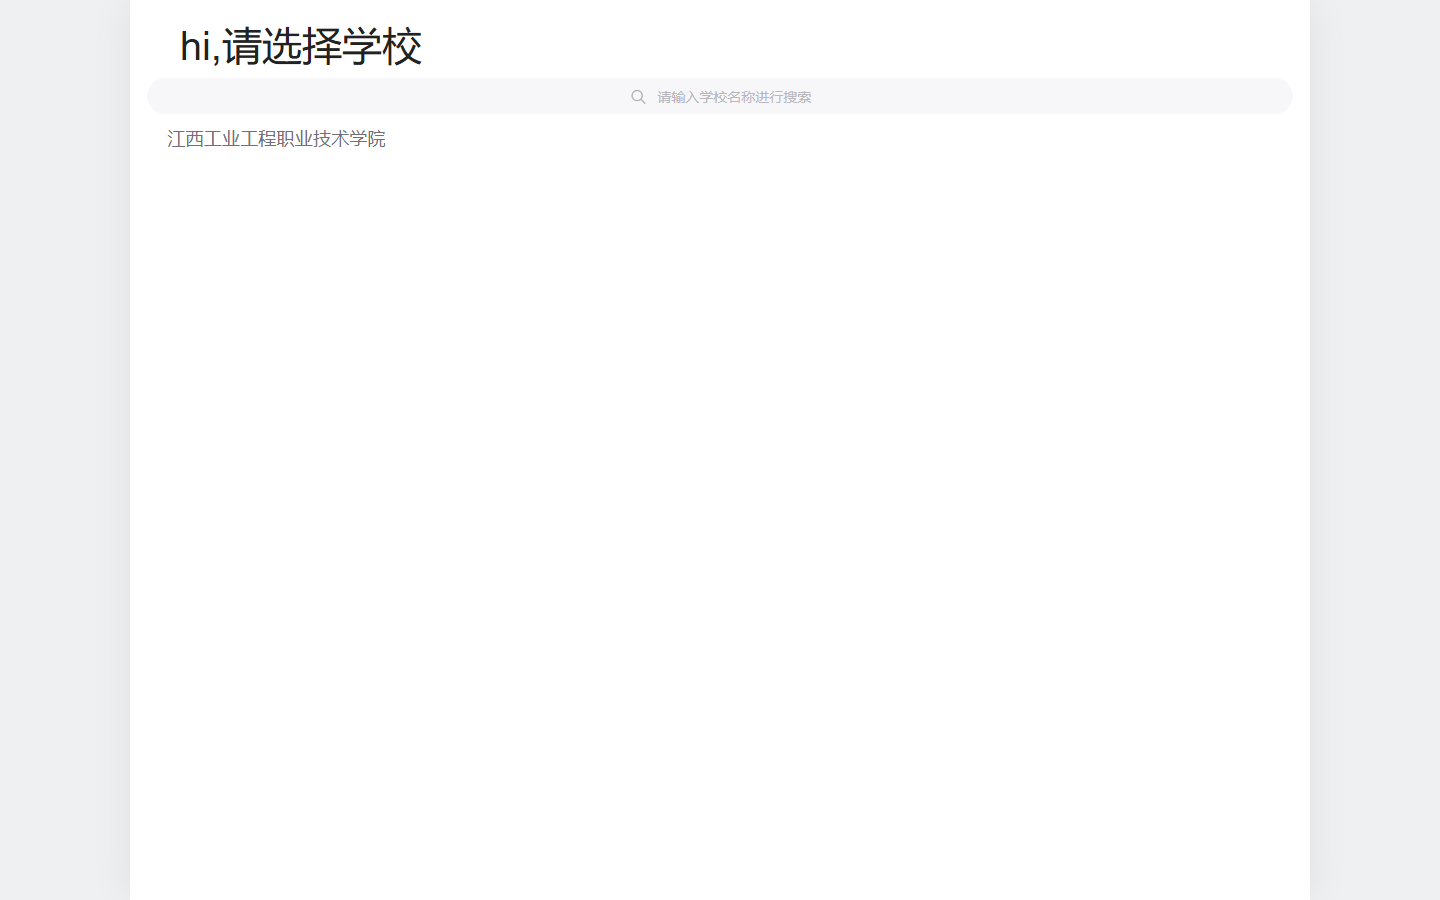 hi,请选择学校
请输入学校名称进行搜索
江西工业工程职业技术学院